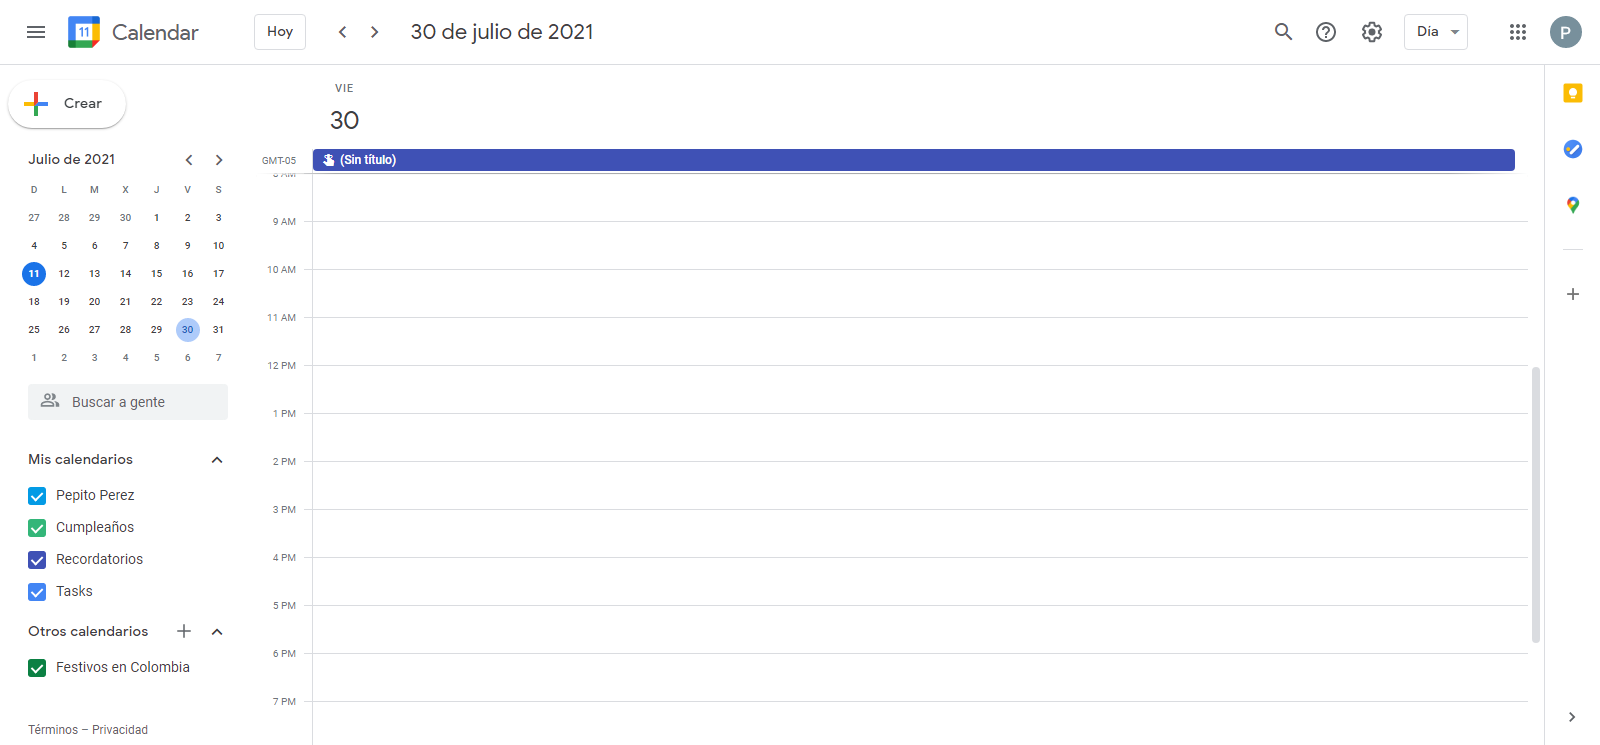 11 Calendar
Hoy
30 de julio de 2021
Día
P
Crear
Julio de 2021
D L M X J V S
27 28 29 30 1 2 3
4 5 6 7 8 9 10
11 12 13 14 15 16 17
18 19 20 21 22 23 24
25 26 27 28 29 30 31
1 2 3 4 5 6 7
Buscar a gente
Mis calendarios
Pepito Perez
Cumpleaños
Recordatorios
Tasks
Otros calendarios
Festivos en Colombia
Términos – Privacidad
VIE
30
GMT-05
(Sin título)
8 AM
9 AM
10 AM
11 AM
12 PM
1 PM
2 PM
3 PM
4 PM
5 PM
6 PM
7 PM